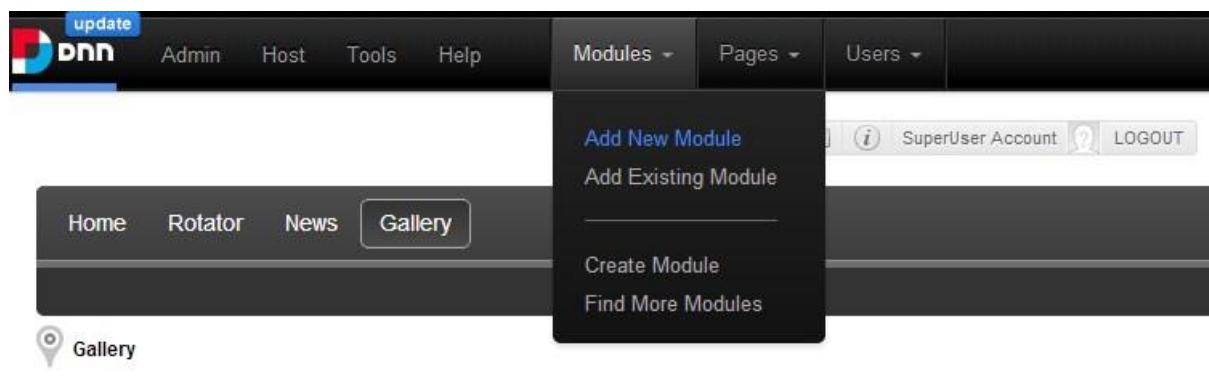 update
DNN Admin Host Tools Help Modules Pages Users
Add New Module
SuperUser Account LOGOUT
Add Existing Module
Home Rotator News Gallery
Create Module
Find More Modules
Gallery